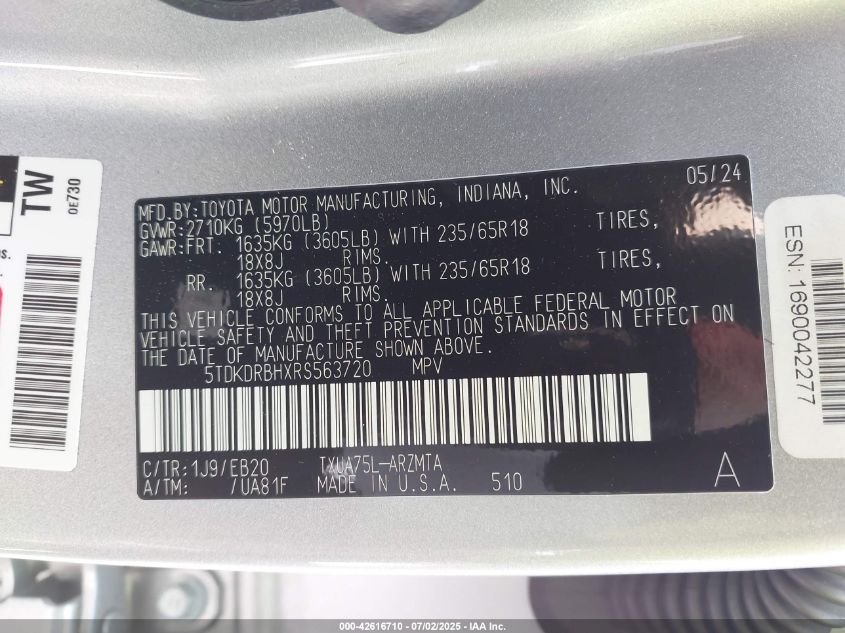 TW
0E730
us.
MFD.BY:TOYOTA MOTOR MANUFACTURING, INDIANA, INC. 05/24
GVWR:2710KG (5970LB)
GAWR:FRT. 1635KG (3605LB) WITH 235/65R18 TIRES,
18X8J RIMS.
RR. 1635KG (3605LB) WITH 235/65R18 TIRES,
18X8J RIMS.
THIS VEHICLE CONFORMS TO ALL APPLICABLE FEDERAL MOTOR
VEHICLE SAFETY AND THEFT PREVENTION STANDARDS IN EFFECT ON
THE DATE OF MANUFACTURE SHOWN ABOVE.
5TDKDRBHXRS563720 MPV
C/TR:1J9/EB20 TXUA75L-ARZMTA
A/TM: /UA81F MADE IN U.S.A. 510 A
ESN: 1690042277
000-42616710 - 07/02/2025 - IAA Inc.